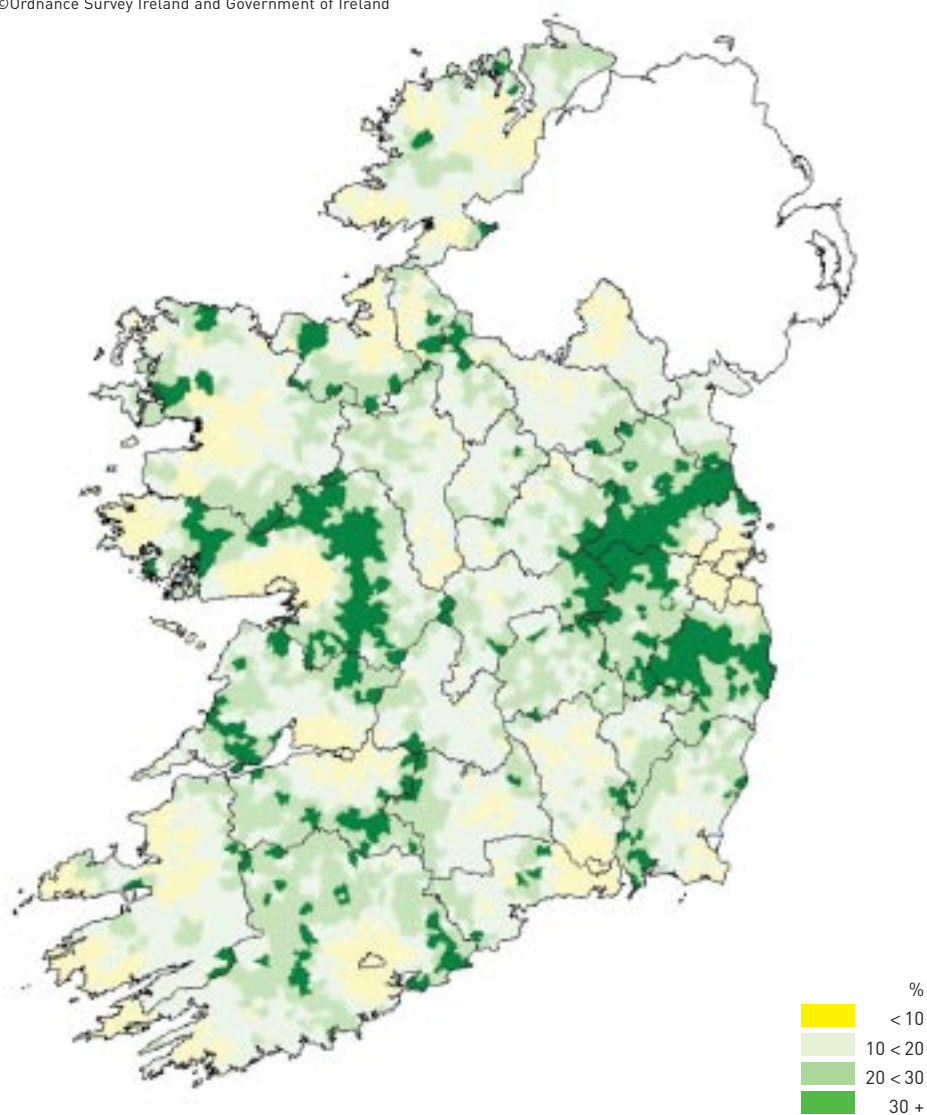 ©Ordnance Survey Ireland and Government of Ireland
%
< 10
10 < 20
20 < 30
30 +